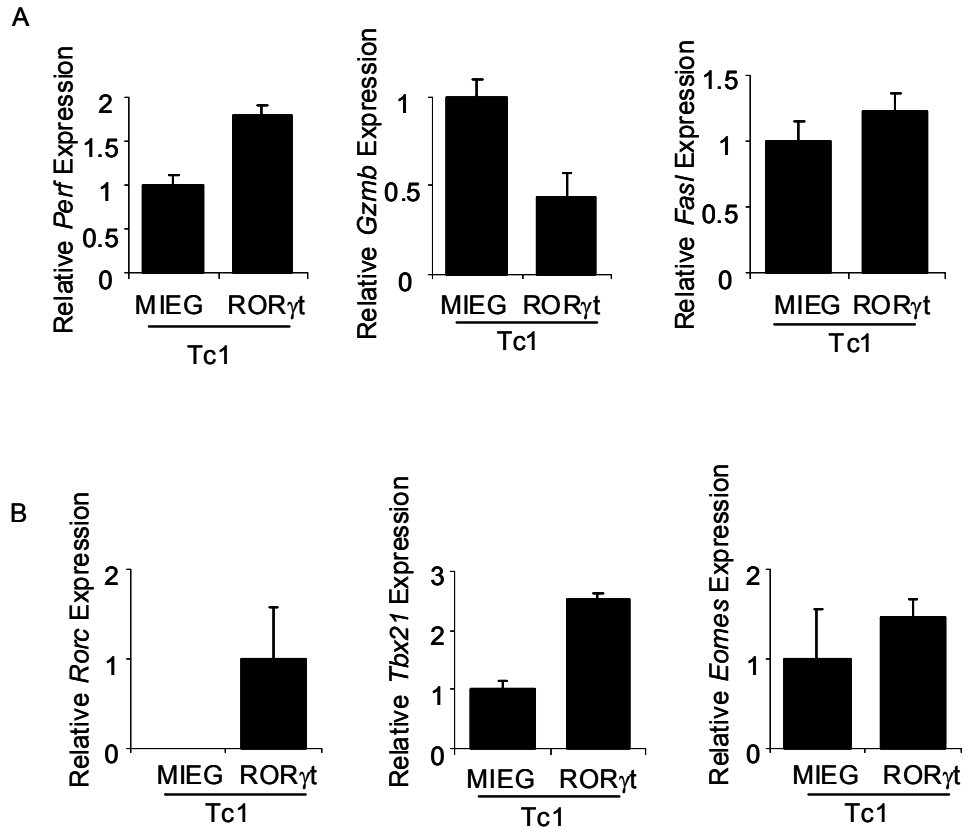 A
Relative Perf Expression
2
1.5
1
0.5
0
MIEG RORγt
Tc1
Relative Gzmb Expression
1
0.5
0
MIEG RORγt
Tc1
Relative Fasl Expression
1.5
1
0.5
0
MIEG RORγt
Tc1
B
Relative Rorc Expression
2
1
0
MIEG RORγt
Tc1
Relative Tbx21 Expression
3
2
1
0
MIEG RORγt
Tc1
Relative Eomes Expression
2
1
0
MIEG RORγt
Tc1